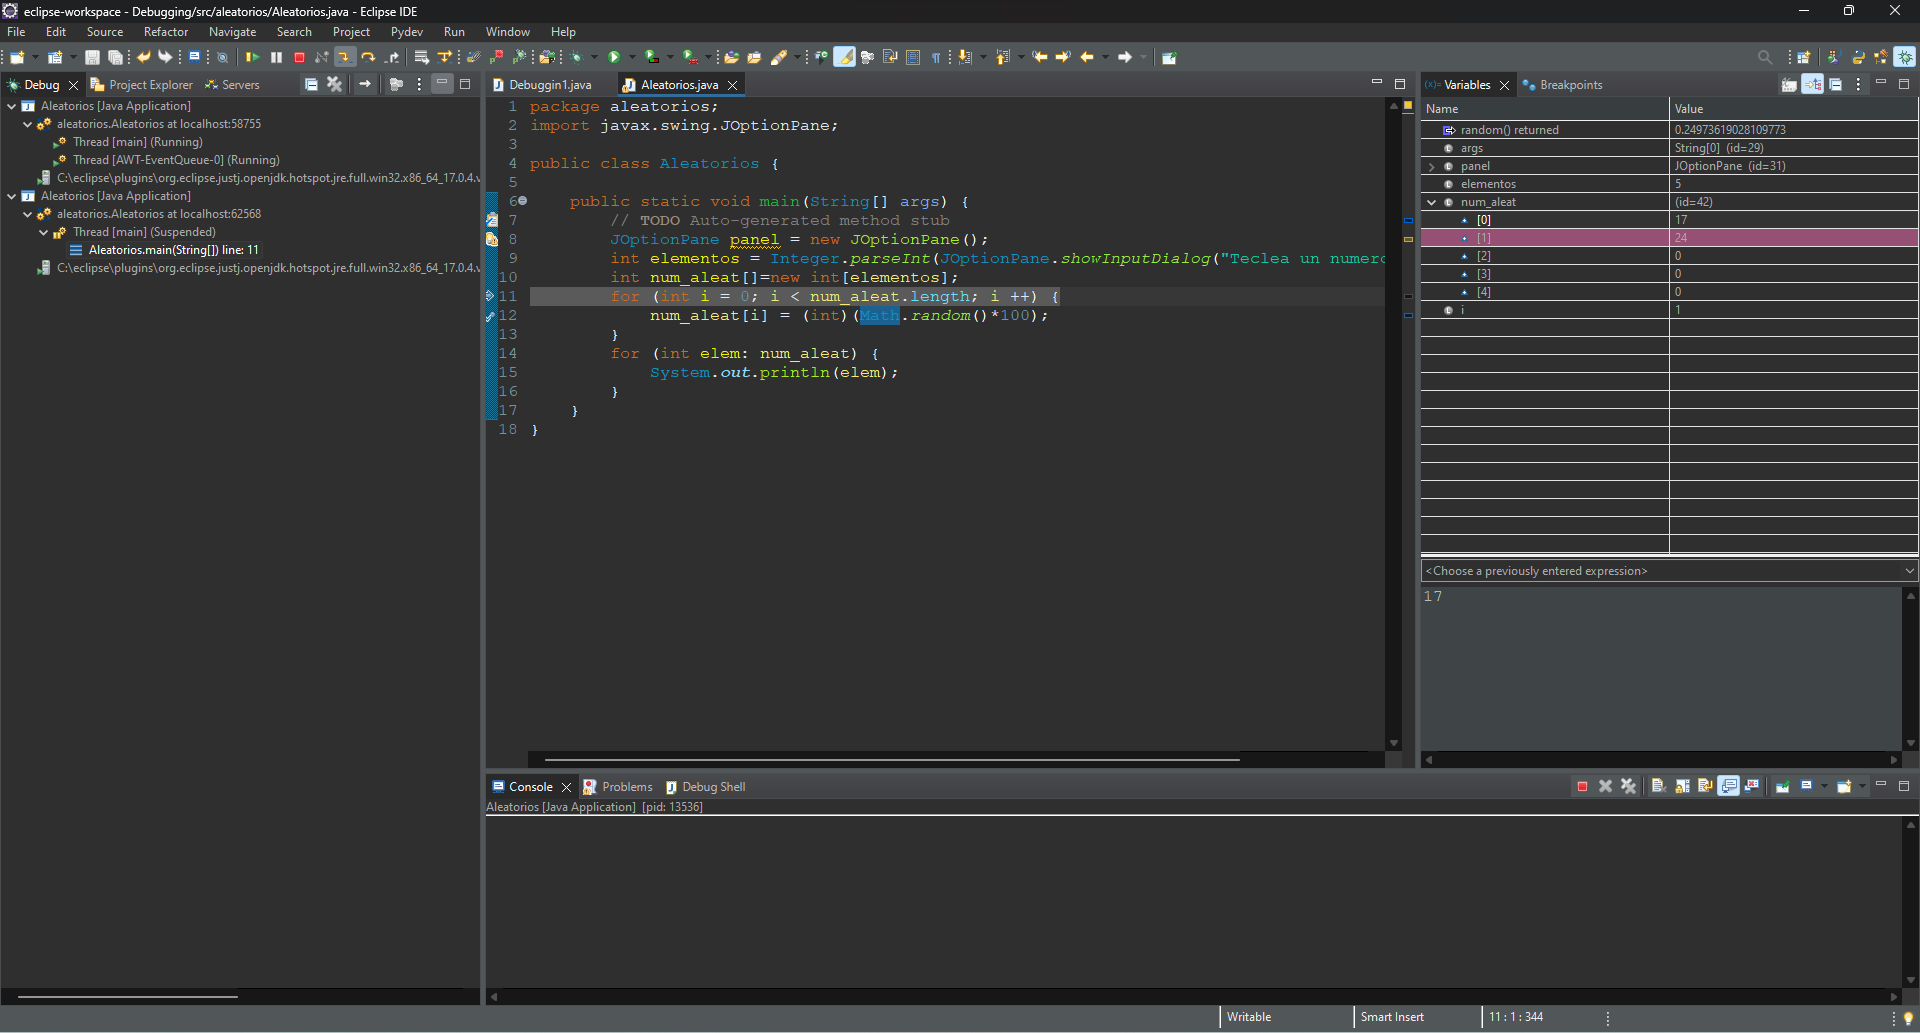 eclipse-workspace - Debugging/src/aleatorios/Aleatorios.java - Eclipse IDE
File Edit Source Refactor Navigate Search Project Pydev Run Window Help
Debug Project Explorer Servers
Aleatorios [Java Application]
aleatorios.Aleatorios at localhost:58755
Thread [main] (Running)
Thread [AWT-EventQueue-0] (Running)
C:\eclipse\plugins\org.eclipse.justj.openjdk.hotspot.jre.full.win32.x86_64_17.0.4.v
Aleatorios [Java Application]
aleatorios.Aleatorios at localhost:62568
Thread [main] (Suspended)
Aleatorios.main(String[]) line: 11
C:\eclipse\plugins\org.eclipse.justj.openjdk.hotspot.jre.full.win32.x86_64_17.0.4.v
Debuggin1.java Aleatorios.java
1 package aleatorios;
2 import javax.swing.JOptionPane;
3
4 public class Aleatorios {
5
6 public static void main(String[] args) {
7 // TODO Auto-generated method stub
8 JOptionPane panel = new JOptionPane();
9 int elementos = Integer.parseInt(JOptionPane.showInputDialog("Teclea un numero
10 int num_aleat[]=new int[elementos];
11 for (int i = 0; i < num_aleat.length; i ++) {
12 num_aleat[i] = (int)(Math.random()*100);
13 }
14 for (int elem: num_aleat) {
15 System.out.println(elem);
16 }
17 }
18 }
Variables Breakpoints
Name Value
random() returned 0.24973619028109773
args String[0] (id=29)
panel JOptionPane (id=31)
elementos 5
num_aleat (id=42)
[0] 17
[1] 24
[2] 0
[3] 0
[4] 0
i 1
<Choose a previously entered expression>
17
Console Problems Debug Shell
Aleatorios [Java Application] [pid: 13536]
Writable Smart Insert 11 : 1 : 344